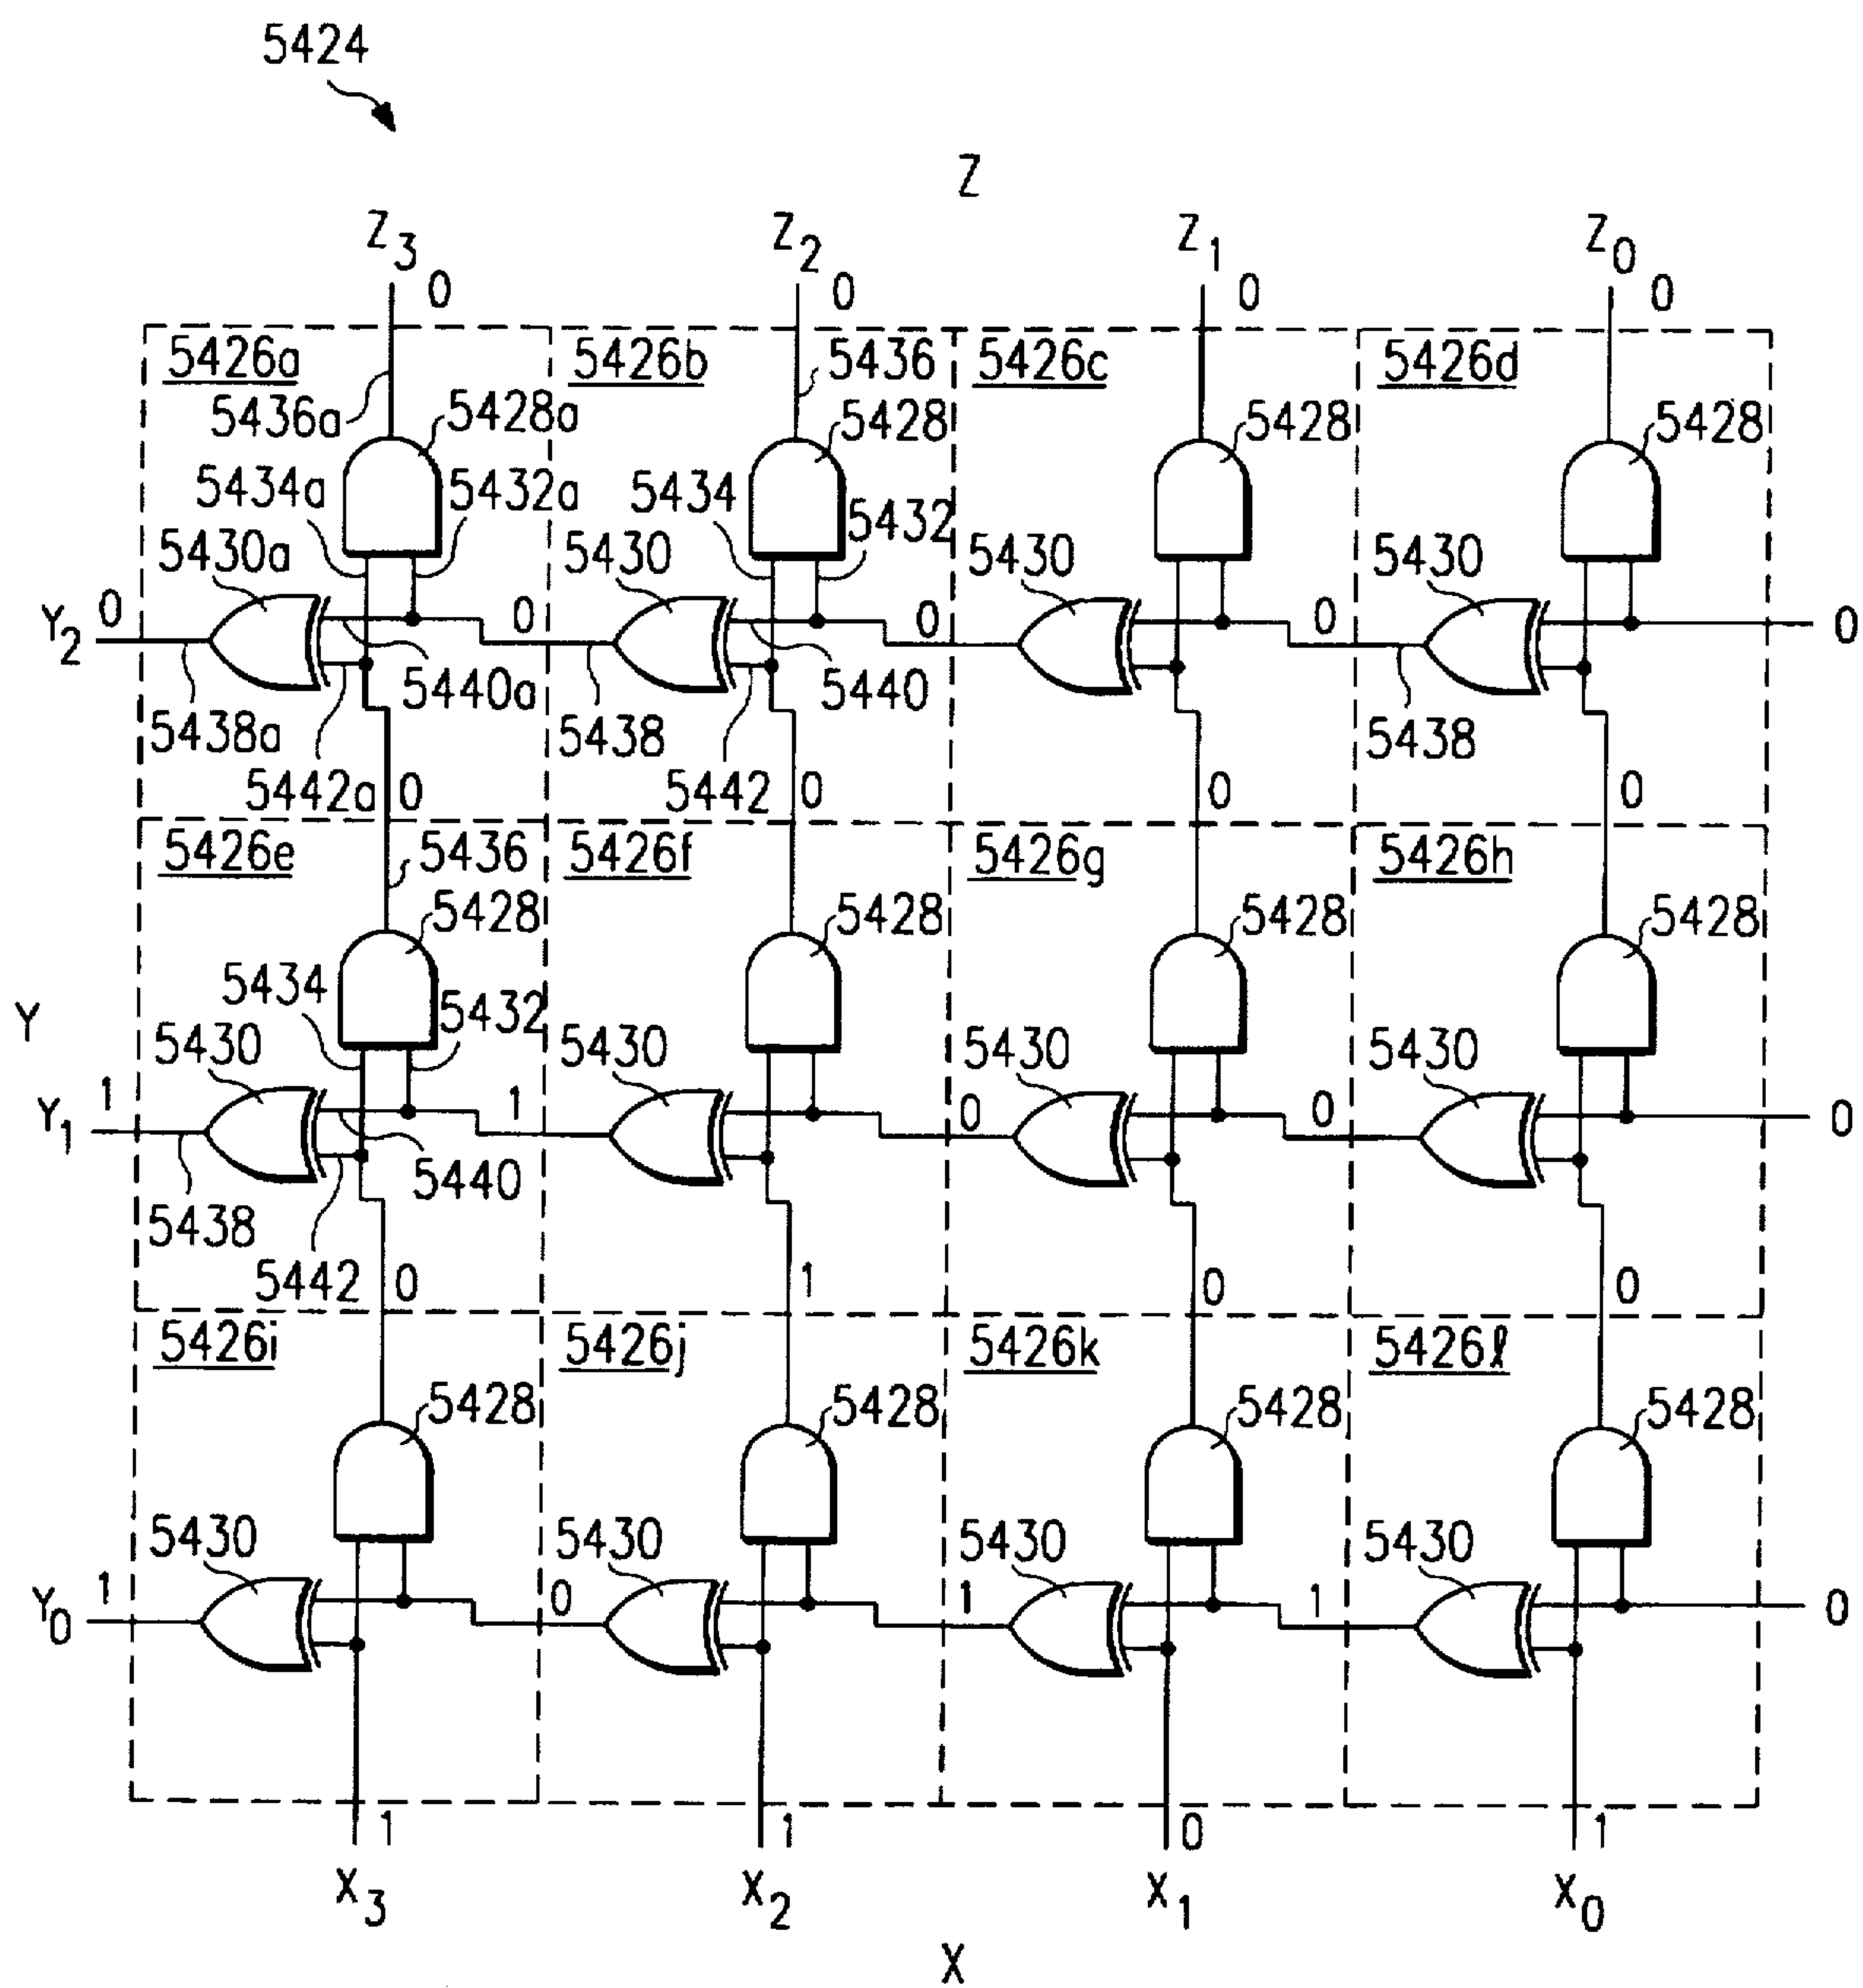 5424
Z
Z3 Z2 Z1 Z0
0 0 0 0
5426a 5426b 5436 5426c 5426d
5436a 5428a 5428 5428 5428
5434a 5432a 5434 5432
5430a 5430 5430 5430
Y2 0 0 0 0 0
5438a 5440a 5438 5440 5438
5442a 0 5442 0 0 0
5426e 5436 5426f 5426g 5426h
5428 5428 5428 5428
5434 5432
Y
5430 5430 5430 5430
Y1 1 1 0 0 0
5438 5440
5442 0 1 0 0
5426i 5426j 5426k 5426ℓ
5428 5428 5428 5428
5430 5430 5430 5430
Y0 1 0 1 1 0
1 1 0 1
X3 X2 X1 X0
X